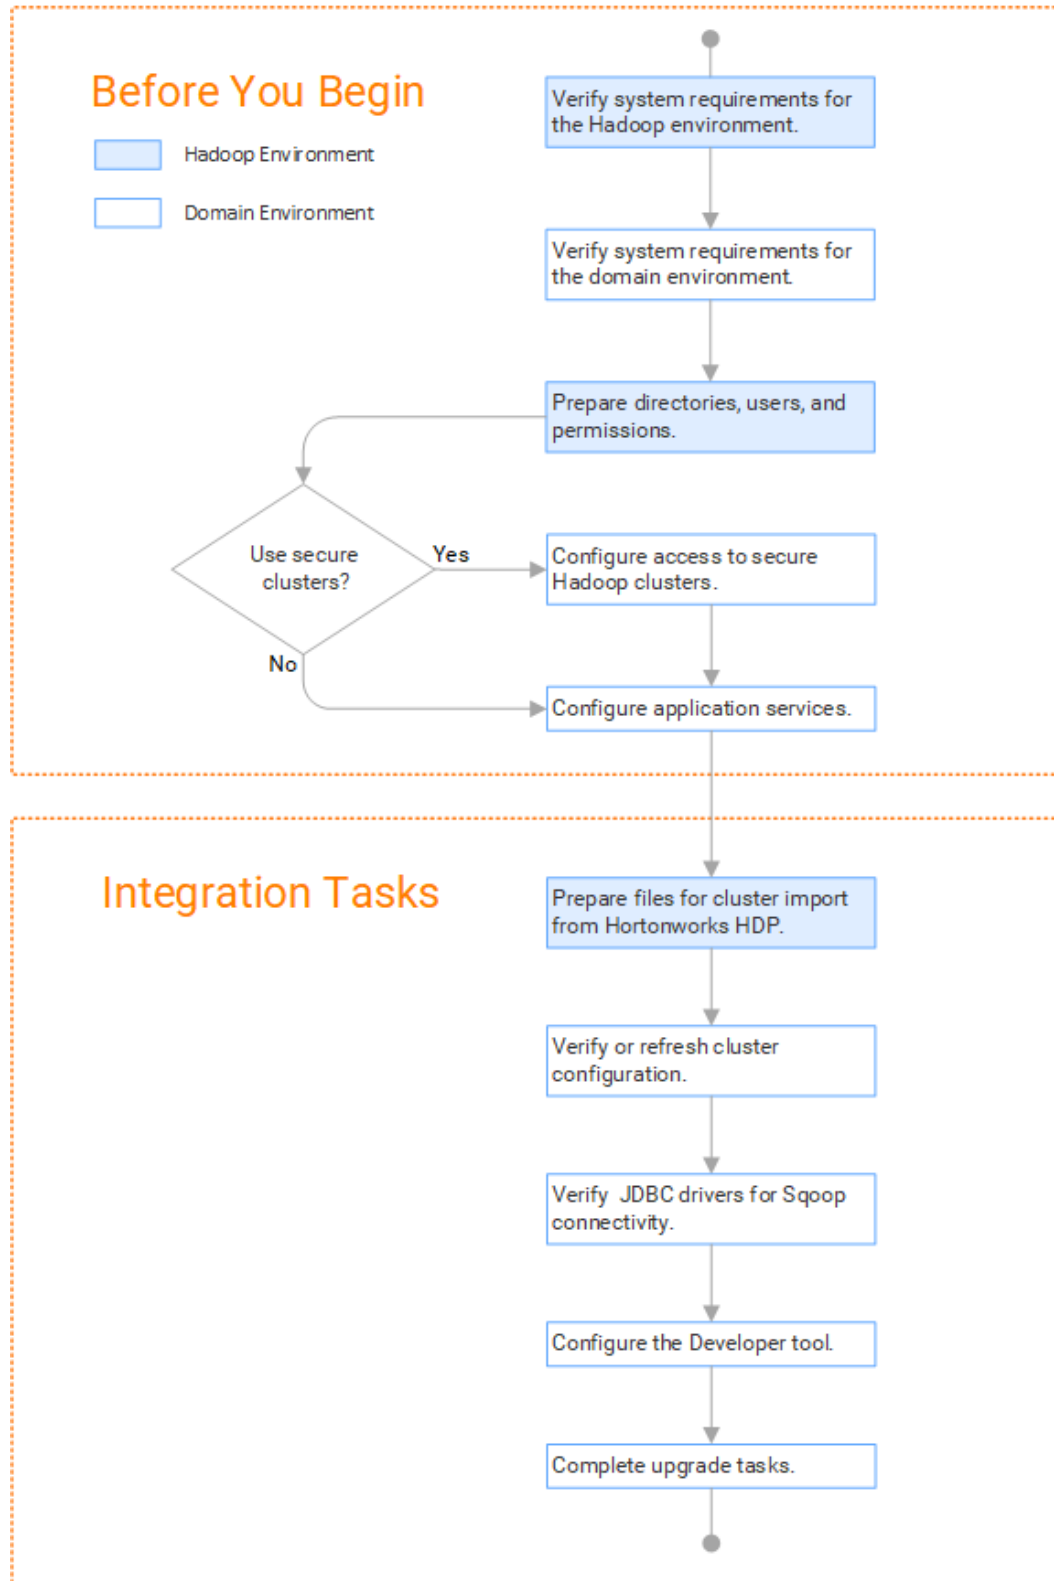 Before You Begin
Hadoop Environment
Domain Environment
Verify system requirements for
the Hadoop environment.
Verify system requirements for
the domain environment.
Prepare directories, users, and
permissions.
Use secure
clusters?
Yes
No
Configure access to secure
Hadoop clusters.
Configure application services.
Integration Tasks
Prepare files for cluster import
from Hortonworks HDP.
Verify or refresh cluster
configuration.
Verify  JDBC drivers for Sqoop
connectivity.
Configure the Developer tool.
Complete upgrade tasks.